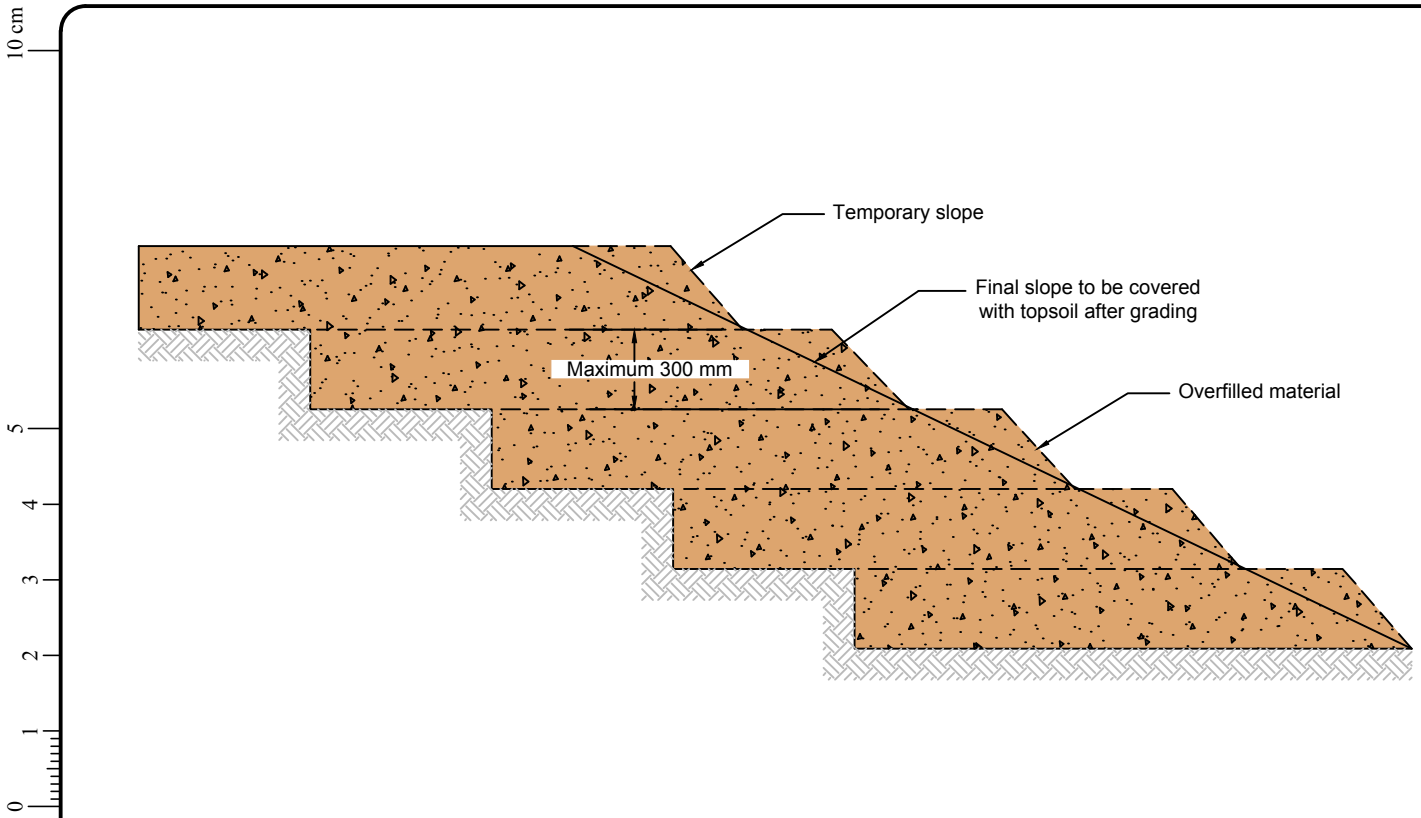 10 cm
Temporary slope
Final slope to be covered
with topsoil after grading
Maximum 300 mm
Overfilled material
5
4
3
2
1
0